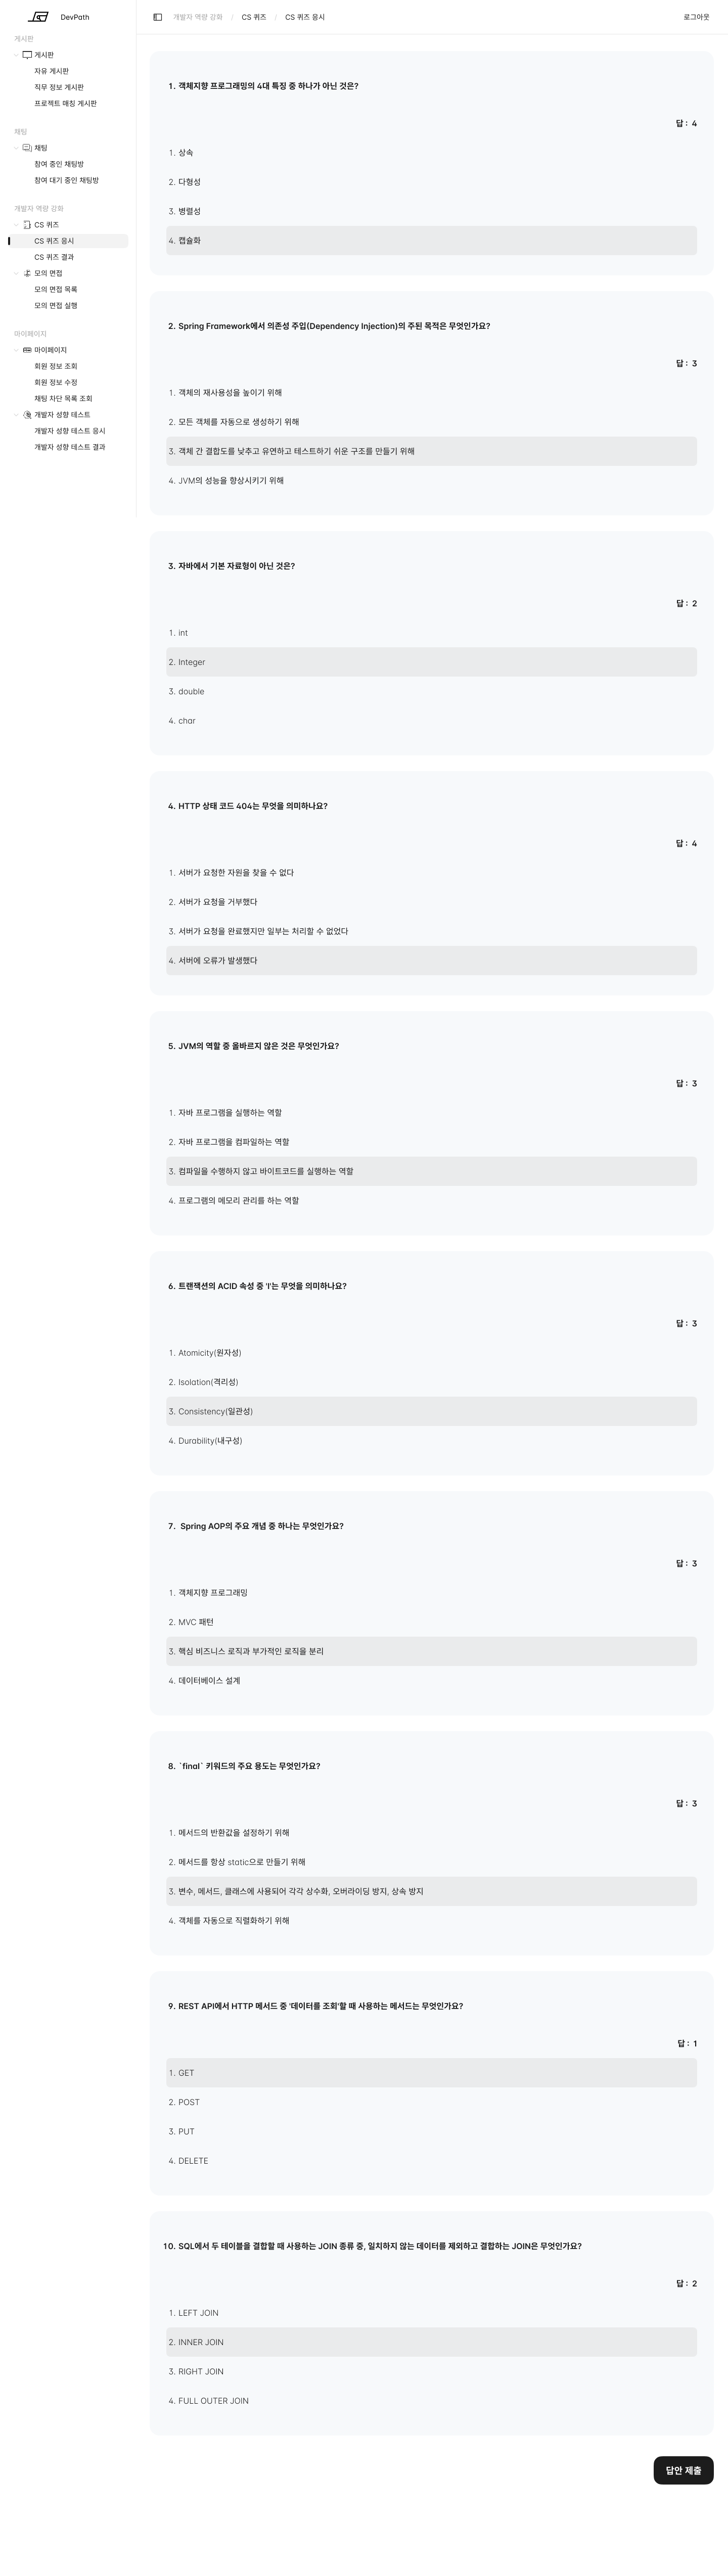 DevPath
게시판
게시판
자유 게시판
직무 정보 게시판
프로젝트 매칭 게시판
채팅
채팅
참여 중인 채팅방
참여 대기 중인 채팅방
개발자 역량 강화
CS 퀴즈
CS 퀴즈 응시
CS 퀴즈 결과
모의 면접
모의 면접 목록
모의 면접 실행
마이페이지
마이페이지
회원 정보 조회
회원 정보 수정
채팅 차단 목록 조회
개발자 성향 테스트
개발자 성향 테스트 응시
개발자 성향 테스트 결과
개발자 역량 강화 / CS 퀴즈 / CS 퀴즈 응시
로그아웃
1. 객체지향 프로그래밍의 4대 특징 중 하나가 아닌 것은?
답 : 4
1. 상속
2. 다형성
3. 병렬성
4. 캡슐화
2. Spring Framework에서 의존성 주입(Dependency Injection)의 주된 목적은 무엇인가요?
답 : 3
1. 객체의 재사용성을 높이기 위해
2. 모든 객체를 자동으로 생성하기 위해
3. 객체 간 결합도를 낮추고 유연하고 테스트하기 쉬운 구조를 만들기 위해
4. JVM의 성능을 향상시키기 위해
3. 자바에서 기본 자료형이 아닌 것은?
답 : 2
1. int
2. Integer
3. double
4. char
4. HTTP 상태 코드 404는 무엇을 의미하나요?
답 : 4
1. 서버가 요청한 자원을 찾을 수 없다
2. 서버가 요청을 거부했다
3. 서버가 요청을 완료했지만 일부는 처리할 수 없었다
4. 서버에 오류가 발생했다
5. JVM의 역할 중 올바르지 않은 것은 무엇인가요?
답 : 3
1. 자바 프로그램을 실행하는 역할
2. 자바 프로그램을 컴파일하는 역할
3. 컴파일을 수행하지 않고 바이트코드를 실행하는 역할
4. 프로그램의 메모리 관리를 하는 역할
6. 트랜잭션의 ACID 속성 중 'I'는 무엇을 의미하나요?
답 : 3
1. Atomicity(원자성)
2. Isolation(격리성)
3. Consistency(일관성)
4. Durability(내구성)
7. Spring AOP의 주요 개념 중 하나는 무엇인가요?
답 : 3
1. 객체지향 프로그래밍
2. MVC 패턴
3. 핵심 비즈니스 로직과 부가적인 로직을 분리
4. 데이터베이스 설계
8. `final` 키워드의 주요 용도는 무엇인가요?
답 : 3
1. 메서드의 반환값을 설정하기 위해
2. 메서드를 항상 static으로 만들기 위해
3. 변수, 메서드, 클래스에 사용되어 각각 상수화, 오버라이딩 방지, 상속 방지
4. 객체를 자동으로 직렬화하기 위해
9. REST API에서 HTTP 메서드 중 '데이터를 조회'할 때 사용하는 메서드는 무엇인가요?
답 : 1
1. GET
2. POST
3. PUT
4. DELETE
10. SQL에서 두 테이블을 결합할 때 사용하는 JOIN 종류 중, 일치하지 않는 데이터를 제외하고 결합하는 JOIN은 무엇인가요?
답 : 2
1. LEFT JOIN
2. INNER JOIN
3. RIGHT JOIN
4. FULL OUTER JOIN
답안 제출